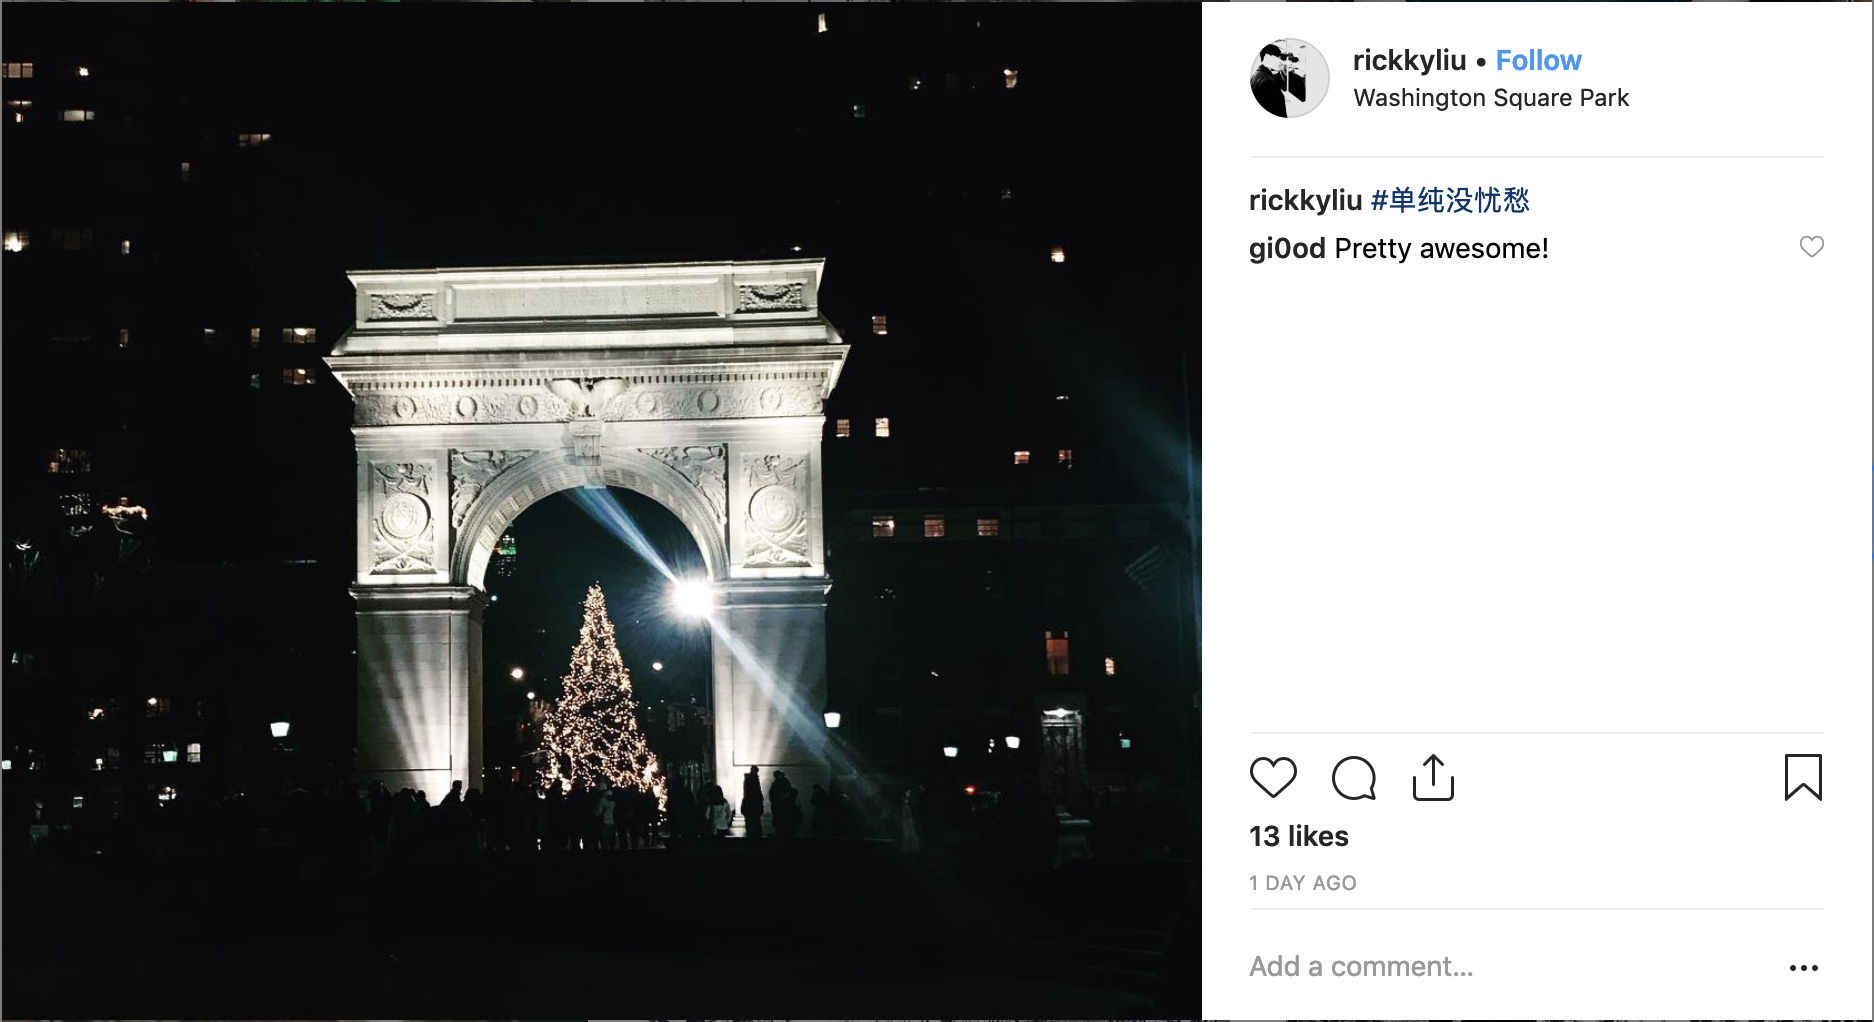 rickkyliu • Follow
Washington Square Park
rickkyliu #单纯没忧愁
gi0od Pretty awesome!
13 likes
1 DAY AGO
Add a comment...